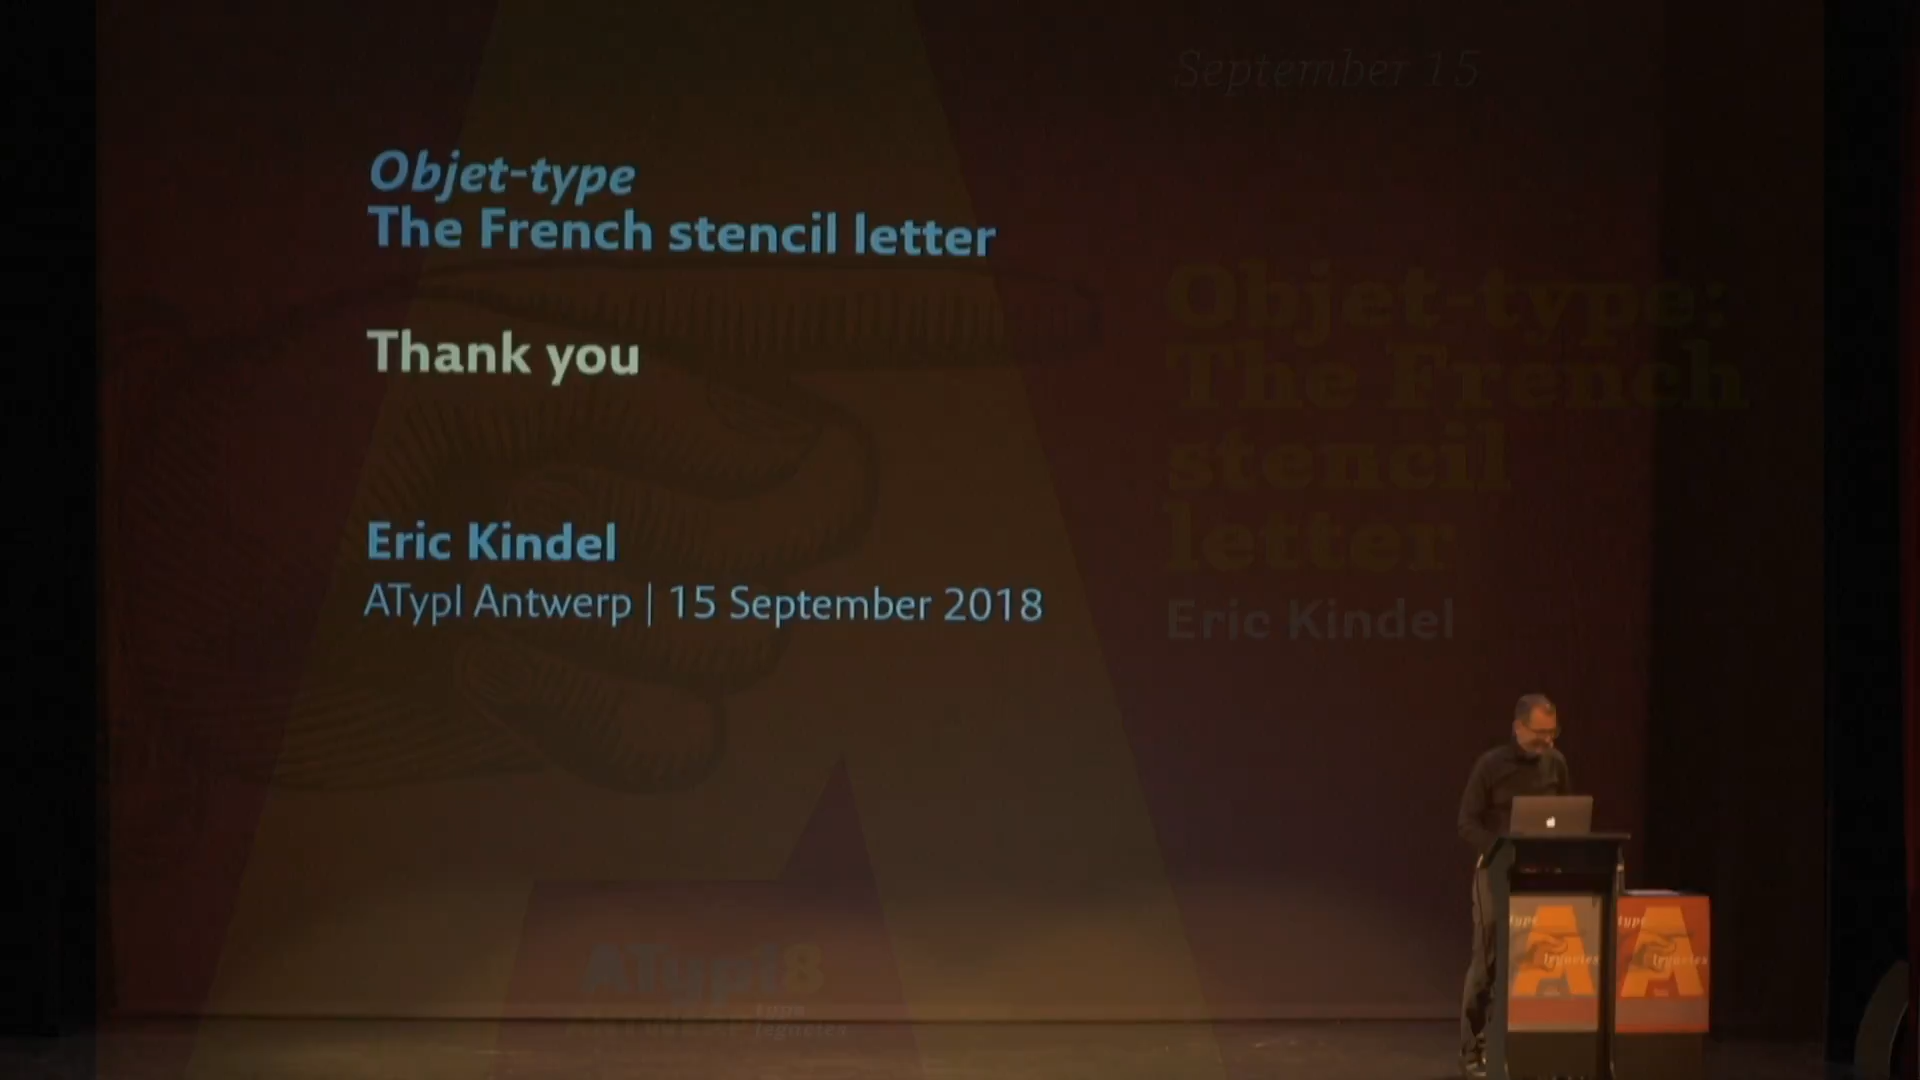 Objet-type
The French stencil letter
Thank you
Eric Kindel
ATypI Antwerp | 15 September 2018
September 15
Objet-type:
The French
stencil
letter
Eric Kindel